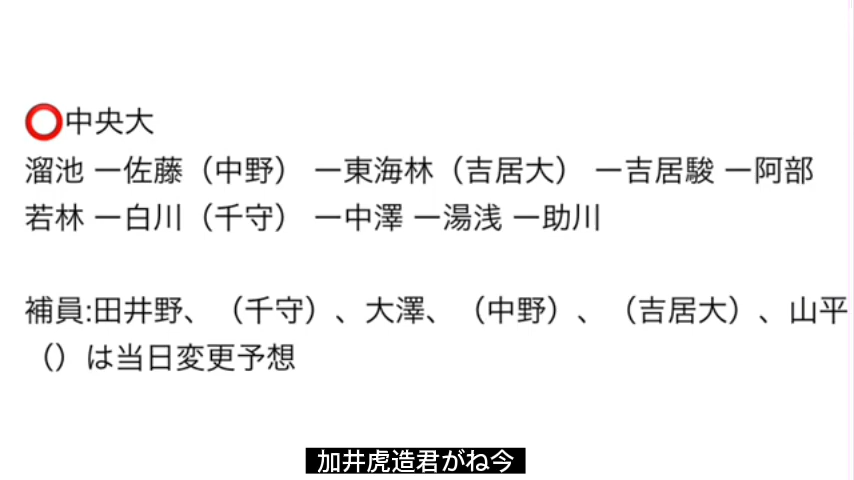 ⭕中央大
溜池 ー佐藤（中野） ー東海林（吉居大） ー吉居駿 ー阿部
若林 ー白川（千守） ー中澤 ー湯浅 ー助川
補員:田井野、（千守）、大澤、（中野）、（吉居大）、山平
（）は当日変更予想
加井虎造君がね今